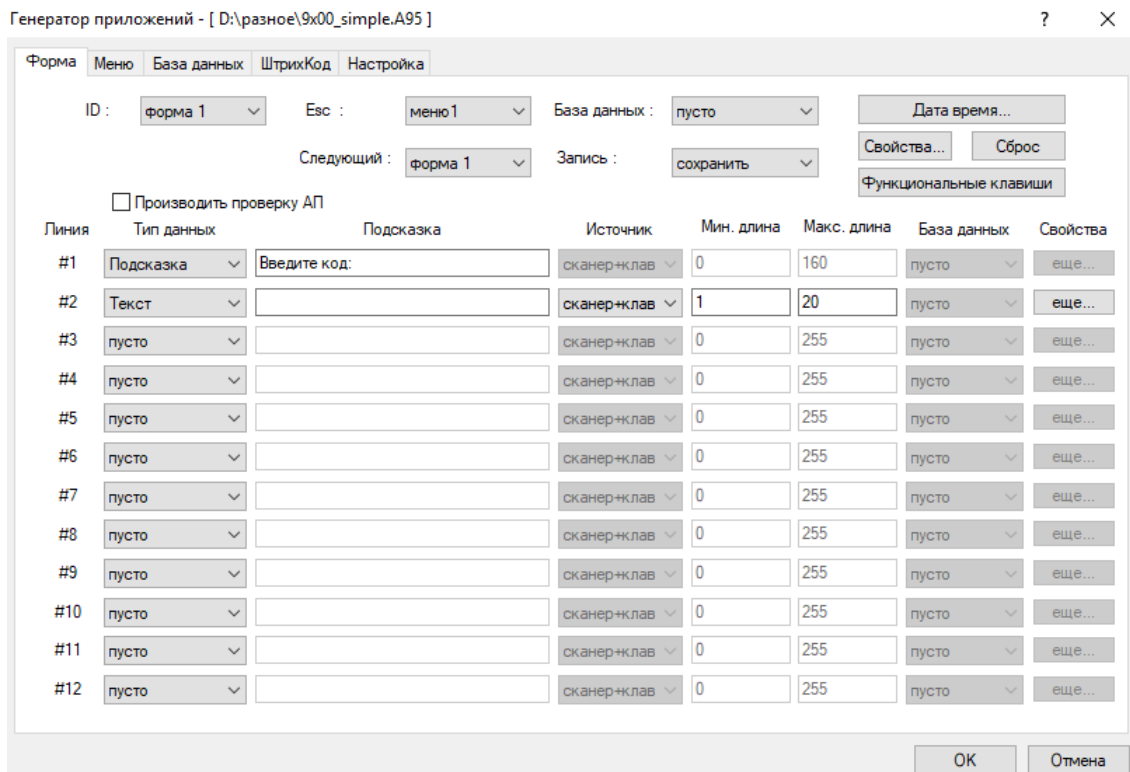 Генератор приложений - [ D:\разное\9x00_simple.A95 ] ?
Форма Меню База данных ШтрихКод Настройка
ID : форма 1 Esc : меню1 База данных : пусто Дата время...
Свойства... Сброс
Следующий : форма 1 Запись : сохранить
Функциональные клавиши
Производить проверку АП
Линия Тип данных Подсказка Источник Мин. длина Макс. длина База данных Свойства
#1 Подсказка Введите код: сканер+клав 0 160 пусто еще...
#2 Текст сканер+клав 1 20 пусто еще...
#3 пусто сканер+клав 0 255 пусто еще...
#4 пусто сканер+клав 0 255 пусто еще...
#5 пусто сканер+клав 0 255 пусто еще...
#6 пусто сканер+клав 0 255 пусто еще...
#7 пусто сканер+клав 0 255 пусто еще...
#8 пусто сканер+клав 0 255 пусто еще...
#9 пусто сканер+клав 0 255 пусто еще...
#10 пусто сканер+клав 0 255 пусто еще...
#11 пусто сканер+клав 0 255 пусто еще...
#12 пусто сканер+клав 0 255 пусто еще...
OK Отмена